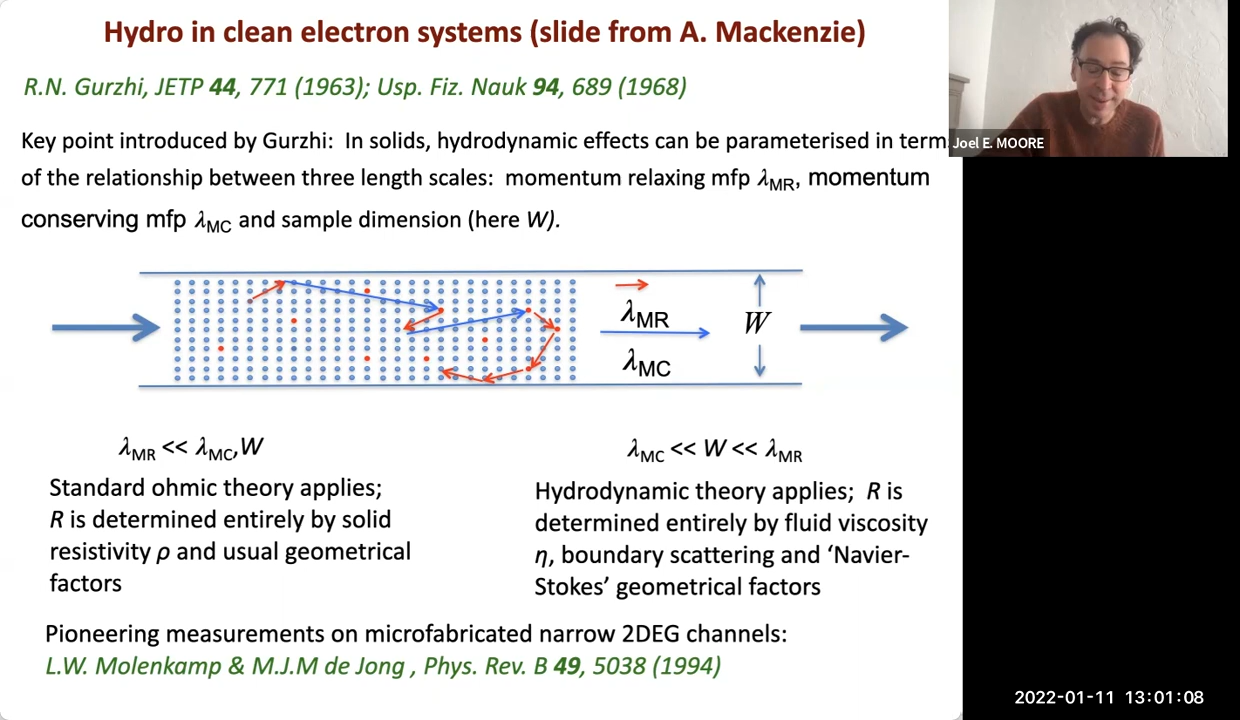 Hydro in clean electron systems (slide from A. Mackenzie)
R.N. Gurzhi, JETP 44, 771 (1963); Usp. Fiz. Nauk 94, 689 (1968)
Key point introduced by Gurzhi: In solids, hydrodynamic effects can be parameterised in term
of the relationship between three length scales: momentum relaxing mfp λMR, momentum
conserving mfp λMC and sample dimension (here W).
λMR
λMC
W
λMR << λMC,W
Standard ohmic theory applies;
R is determined entirely by solid
resistivity ρ and usual geometrical
factors
λMC << W << λMR
Hydrodynamic theory applies; R is
determined entirely by fluid viscosity
η, boundary scattering and ‘Navier-
Stokes’ geometrical factors
Pioneering measurements on microfabricated narrow 2DEG channels:
L.W. Molenkamp & M.J.M de Jong , Phys. Rev. B 49, 5038 (1994)
Joel E. MOORE
2022-01-11 13:01:08